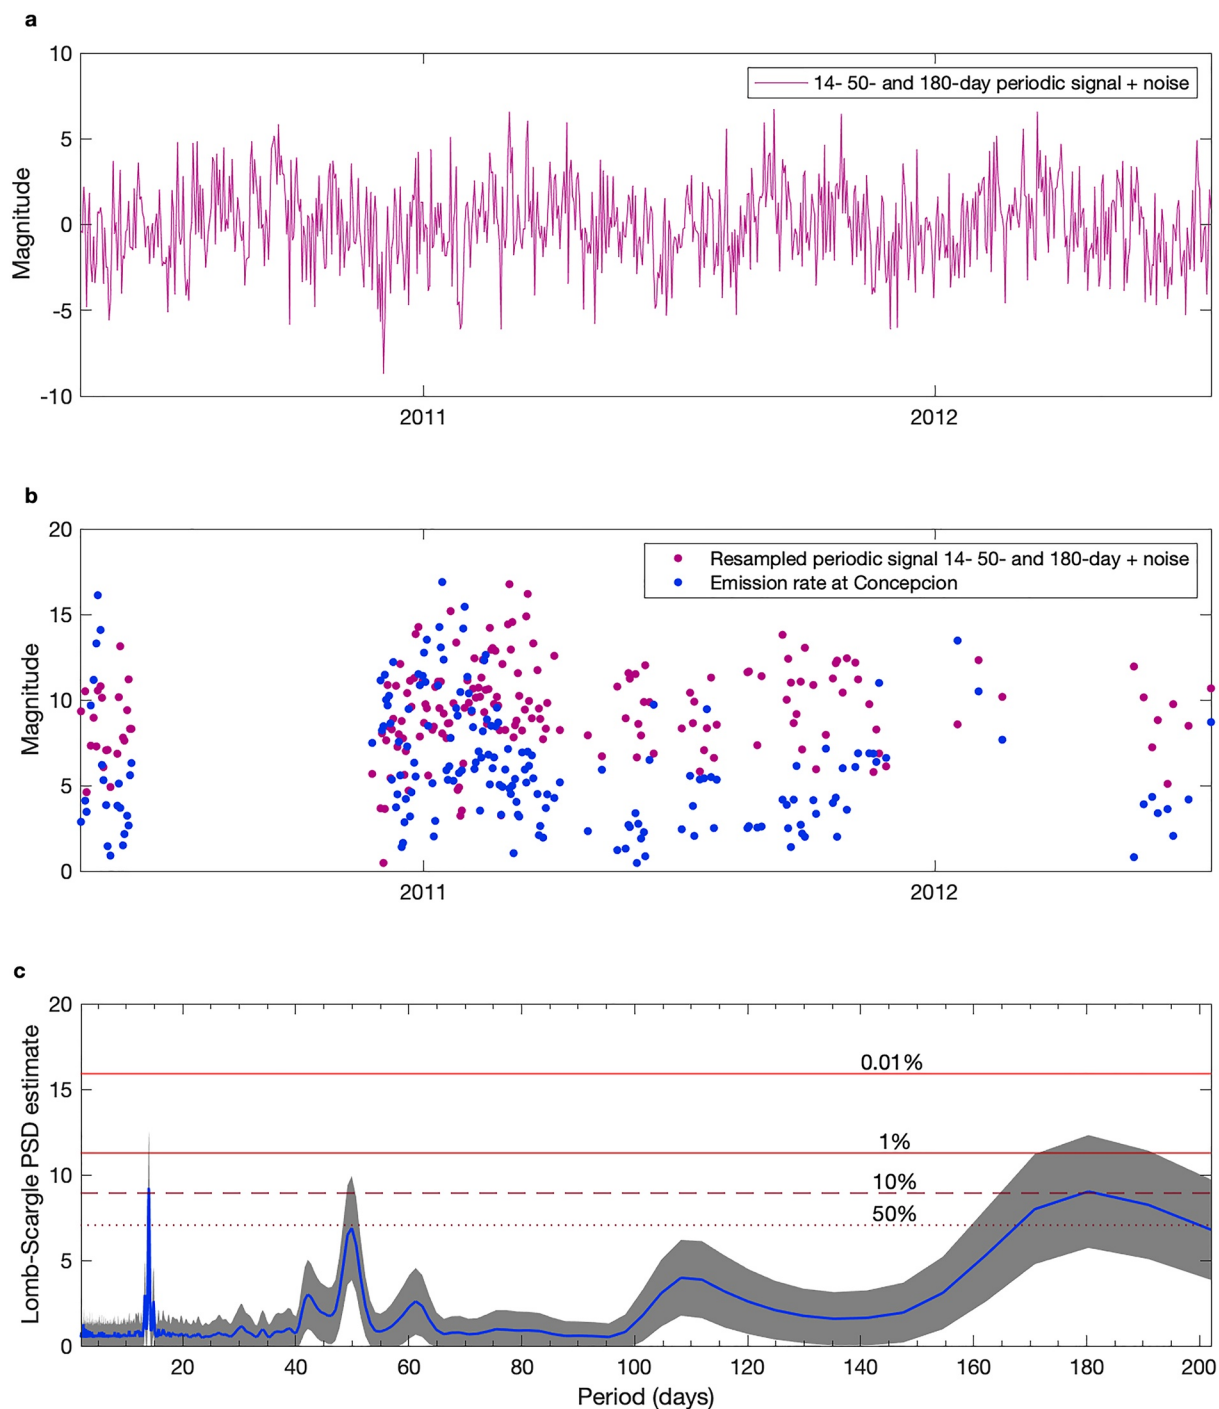 a
10
14- 50- and 180-day periodic signal + noise
5
0
Magnitude
-5
-10
2011
2012
b
20
Resampled periodic signal 14- 50- and 180-day + noise
Emission rate at Concepcion
15
10
Magnitude
5
0
2011
2012
c
20
0.01%
15
1%
10
10%
50%
Lomb-Scargle PSD estimate
5
0
20 40 60 80 100 120 140 160 180 200
Period (days)